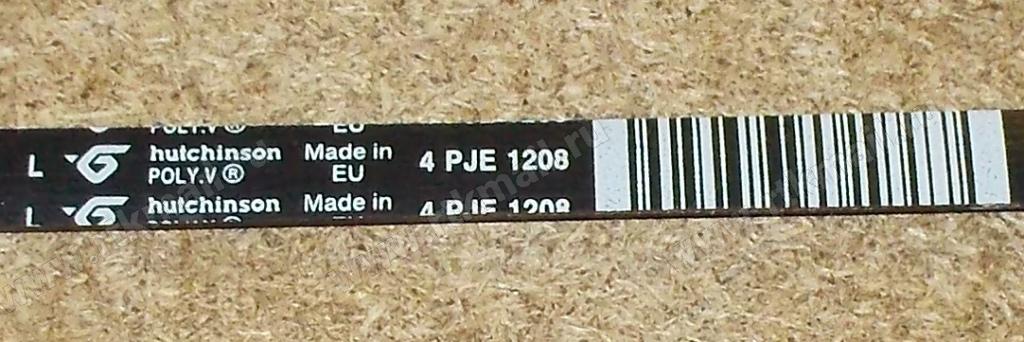 POLY.V ® EU
L hutchinson Made in 4 PJE 1208
POLY.V ® EU
L hutchinson Made in 4 PJE 1208